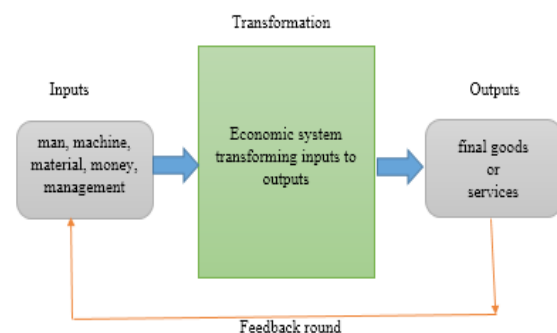 Transformation
Inputs
Outputs
man, machine,
material, money,
management
Economic system
transforming inputs to
outputs
final goods
or
services
Feedback round